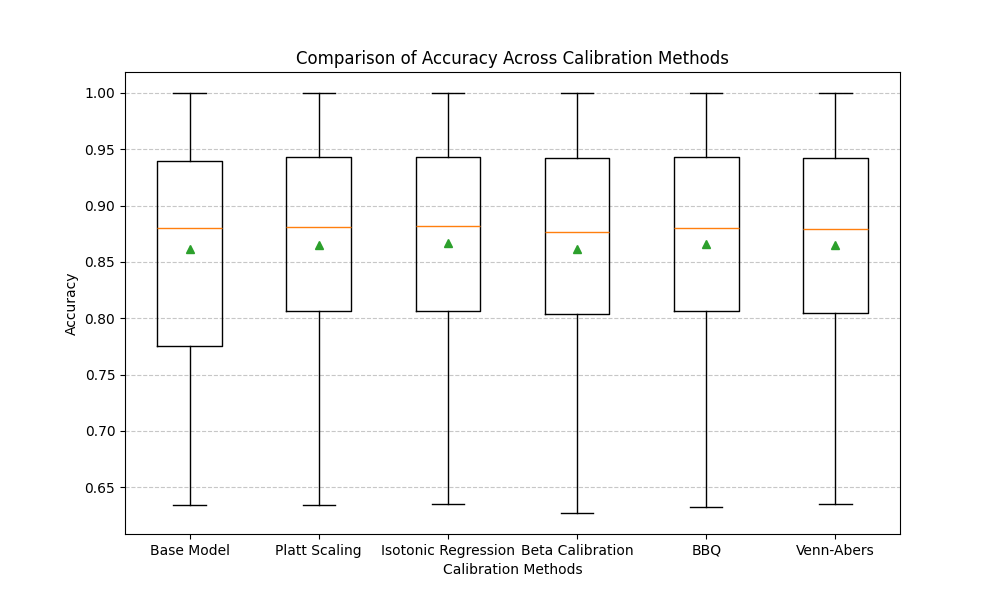 Comparison of Accuracy Across Calibration Methods
1.00
0.95
0.90
0.85
0.80
0.75
0.70
0.65
Accuracy
Base Model Platt Scaling Isotonic Regression Beta Calibration BBQ Venn-Abers
Calibration Methods